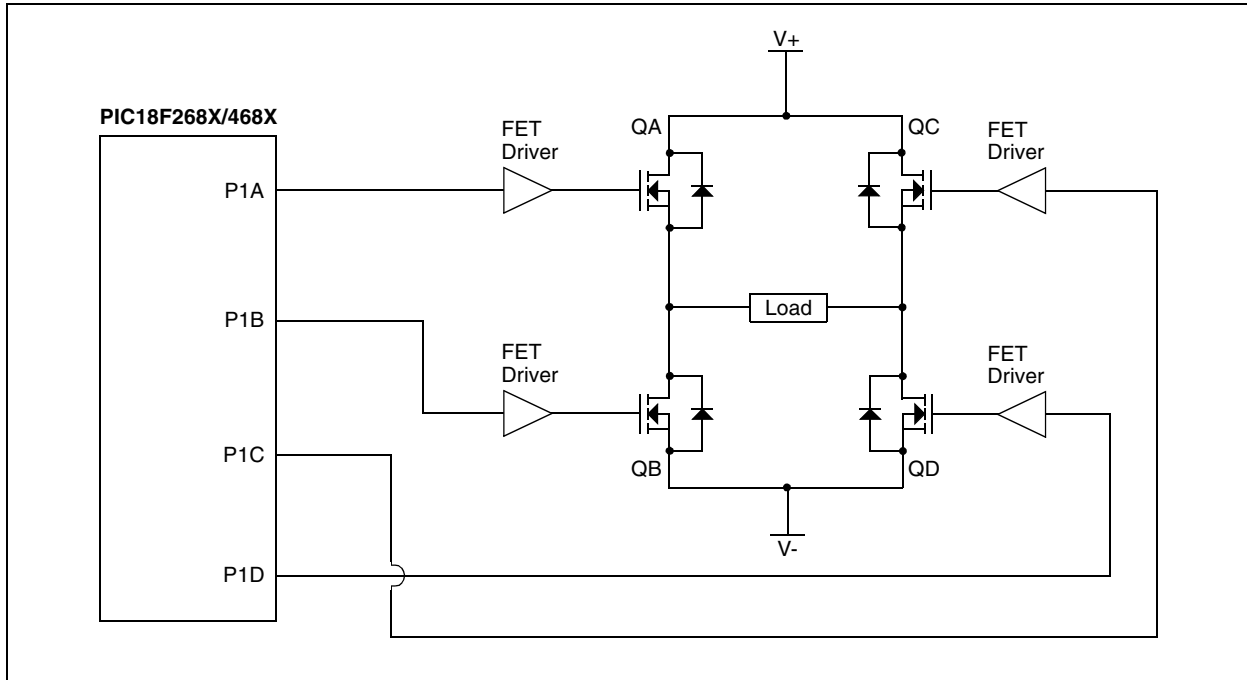 V+
PIC18F268X/468X
FET
Driver
QA
QC
FET
Driver
P1A
Load
P1B
FET
Driver
FET
Driver
P1C
QB
QD
V-
P1D